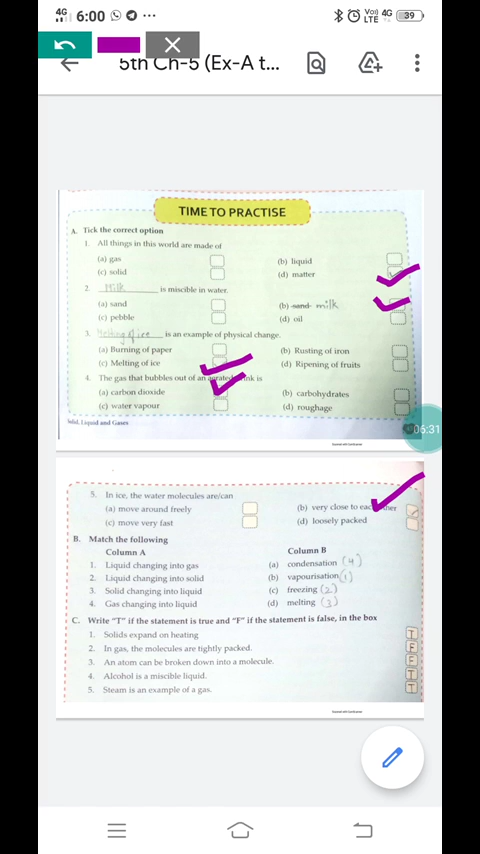 4G 6:00 ... Vo) LTE 4G 39
5th Ch-5 (Ex-A t...
TIME TO PRACTISE
A. Tick the correct option
1. All things in this world are made of
(a) gas (b) liquid
(c) solid (d) matter
2. Milk is miscible in water.
(a) sand (b) sand milk
(c) pebble (d) oil
3. Melting of ice is an example of physical change.
(a) Burning of paper (b) Rusting of iron
(c) Melting of ice (d) Ripening of fruits
4. The gas that bubbles out of an aerated drink is
(a) carbon dioxide (b) carbohydrates
(c) water vapour (d) roughage
Solid, Liquid and Gases
06:31
5. In ice, the water molecules are/can
(a) move around freely (b) very close to each other
(c) move very fast (d) loosely packed
B. Match the following
Column A Column B
1. Liquid changing into gas (a) condensation (4)
2. Liquid changing into solid (b) vapourisation (1)
3. Solid changing into liquid (c) freezing (2)
4. Gas changing into liquid (d) melting (3)
C. Write "T" if the statement is true and "F" if the statement is false, in the box
1. Solids expand on heating T
2. In gas, the molecules are tightly packed. F
3. An atom can be broken down into a molecule. F
4. Alcohol is a miscible liquid. T
5. Steam is an example of a gas. T